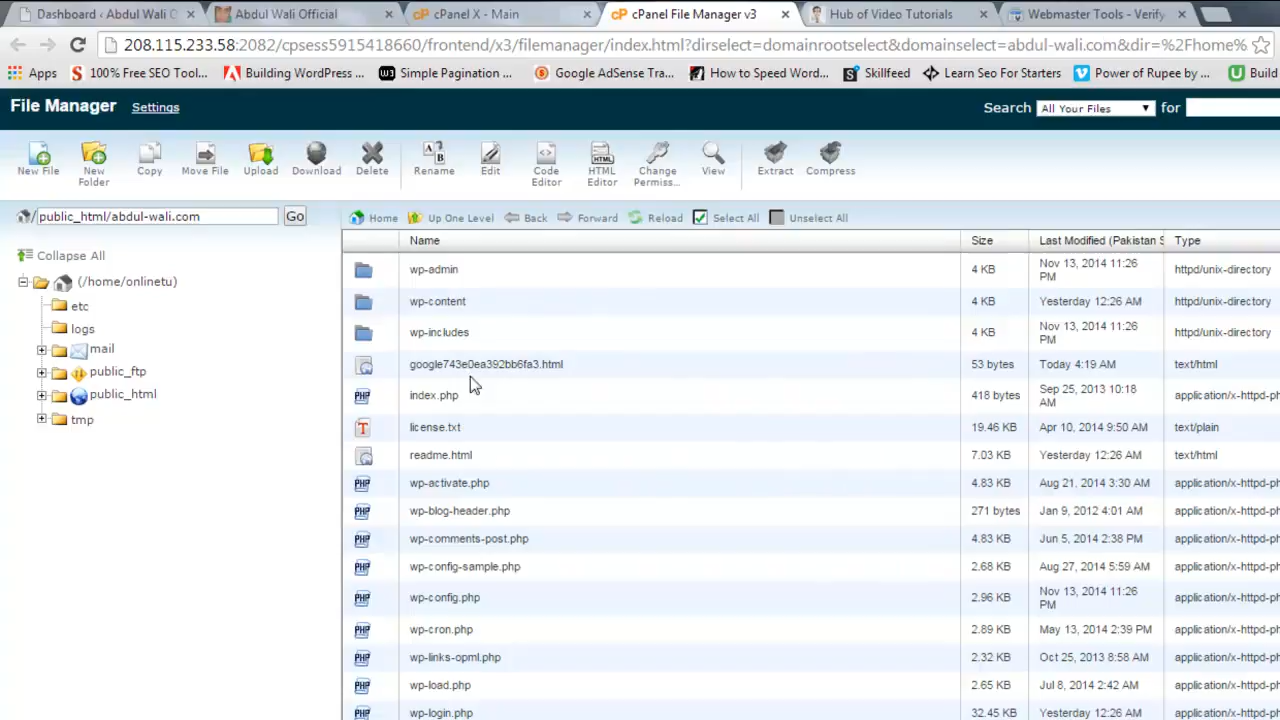 Dashboard ‹ Abdul Wali O
Abdul Wali Official
cPanel X - Main
cPanel File Manager v3
Hub of Video Tutorials
Webmaster Tools - Verify
208.115.233.58:2082/cpsess5915418660/frontend/x3/filemanager/index.html?dirselect=domainrootselect&domainselect=abdul-wali.com&dir=%2Fhome%
Apps
100% Free SEO Tool...
Building WordPress ...
Simple Pagination ...
Google AdSense Tra...
How to Speed Word...
Skillfeed
Learn Seo For Starters
Power of Rupee by ...
Build
File Manager
Settings
Search
All Your Files
for
New File
New Folder
Copy
Move File
Upload
Download
Delete
Rename
Edit
Code Editor
HTML Editor
Change Permiss...
View
Extract
Compress
/ public_html/abdul-wali.com
Go
Home
Up One Level
Back
Forward
Reload
Select All
Unselect All
Collapse All
(/home/onlinetu)
etc
logs
mail
public_ftp
public_html
tmp
Name Size Last Modified (Pakistan S Type
wp-admin 4 KB Nov 13, 2014 11:26 PM httpd/unix-directory
wp-content 4 KB Yesterday 12:26 AM httpd/unix-directory
wp-includes 4 KB Nov 13, 2014 11:26 PM httpd/unix-directory
google743e0ea392bb6fa3.html 53 bytes Today 4:19 AM text/html
index.php 418 bytes Sep 25, 2013 10:18 AM application/x-httpd-ph
license.txt 19.46 KB Apr 10, 2014 9:50 AM text/plain
readme.html 7.03 KB Yesterday 12:26 AM text/html
wp-activate.php 4.83 KB Aug 21, 2014 3:30 AM application/x-httpd-ph
wp-blog-header.php 271 bytes Jan 9, 2012 4:01 AM application/x-httpd-ph
wp-comments-post.php 4.83 KB Jun 5, 2014 2:38 PM application/x-httpd-ph
wp-config-sample.php 2.68 KB Aug 27, 2014 5:59 AM application/x-httpd-ph
wp-config.php 2.96 KB Nov 13, 2014 11:26 PM application/x-httpd-ph
wp-cron.php 2.89 KB May 13, 2014 2:39 PM application/x-httpd-ph
wp-links-opml.php 2.32 KB Oct 25, 2013 8:58 AM application/x-httpd-ph
wp-load.php 2.65 KB Jul 8, 2014 2:42 AM application/x-httpd-ph
wp-login.php 32.45 KB Yesterday 12:26 AM application/x-httpd-ph